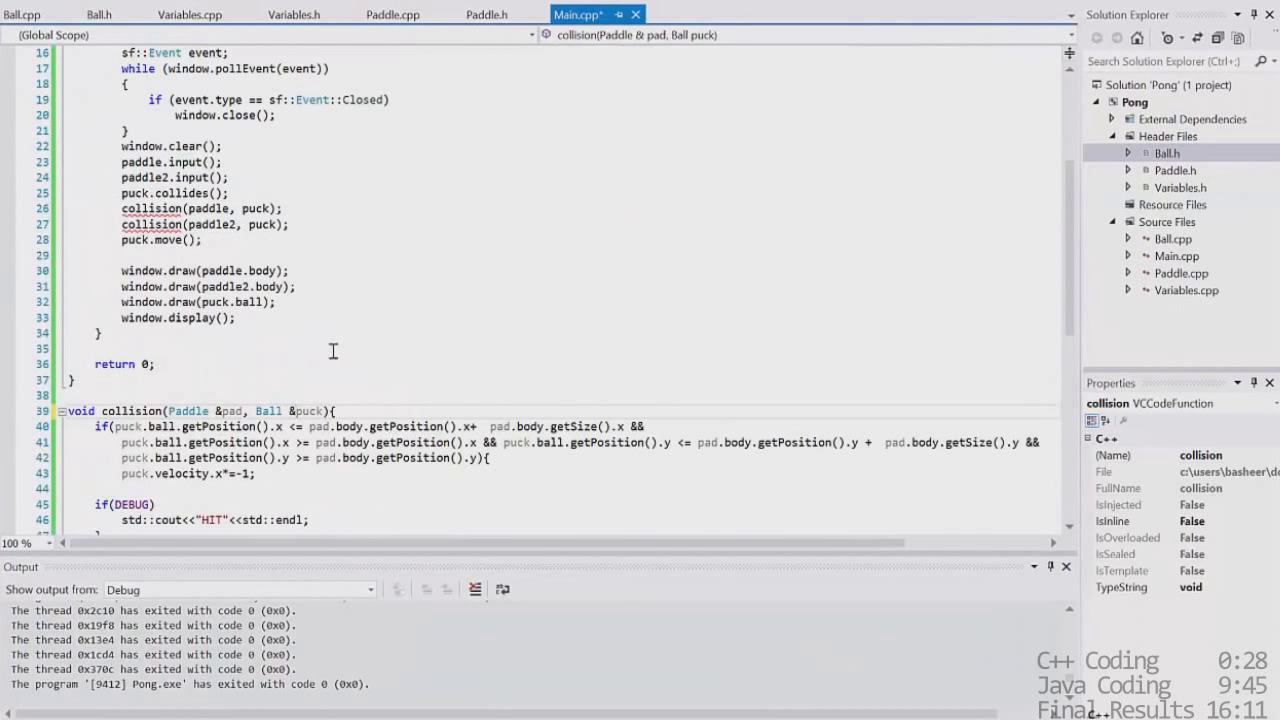 Ball.cpp Ball.h Variables.cpp Variables.h Paddle.cpp Paddle.h Main.cpp*
(Global Scope) collision(Paddle & pad, Ball puck)
16 sf::Event event;
17 while (window.pollEvent(event))
18 {
19 if (event.type == sf::Event::Closed)
20 window.close();
21 }
22 window.clear();
23 paddle.input();
24 paddle2.input();
25 puck.collides();
26 collision(paddle, puck);
27 collision(paddle2, puck);
28 puck.move();
29
30 window.draw(paddle.body);
31 window.draw(paddle2.body);
32 window.draw(puck.ball);
33 window.display();
34 }
35
36 return 0;
37 }
38
39 void collision(Paddle &pad, Ball &puck){
40 if(puck.ball.getPosition().x <= pad.body.getPosition().x+ pad.body.getSize().x &&
41 puck.ball.getPosition().x >= pad.body.getPosition().x && puck.ball.getPosition().y <= pad.body.getPosition().y + pad.body.getSize().y &&
42 puck.ball.getPosition().y >= pad.body.getPosition().y){
43 puck.velocity.x*=-1;
44
45 if(DEBUG)
46 std::cout<<"HIT"<<std::endl;
100 %
Output
Show output from: Debug
The thread 0x2c10 has exited with code 0 (0x0).
The thread 0x19f8 has exited with code 0 (0x0).
The thread 0x13e4 has exited with code 0 (0x0).
The thread 0x1cd4 has exited with code 0 (0x0).
The thread 0x370c has exited with code 0 (0x0).
The program '[9412] Pong.exe' has exited with code 0 (0x0).
Solution Explorer
Search Solution Explorer (Ctrl+;)
Solution 'Pong' (1 project)
Pong
External Dependencies
Header Files
Ball.h
Paddle.h
Variables.h
Resource Files
Source Files
Ball.cpp
Main.cpp
Paddle.cpp
Variables.cpp
Properties
collision VCCodeFunction
C++
(Name) collision
File c:\users\basheer\do
FullName collision
IsInjected False
IsInline False
IsOverloaded False
IsSealed False
IsTemplate False
TypeString void
C++ Coding 0:28
Java Coding 9:45
Final Results 16:11
C++